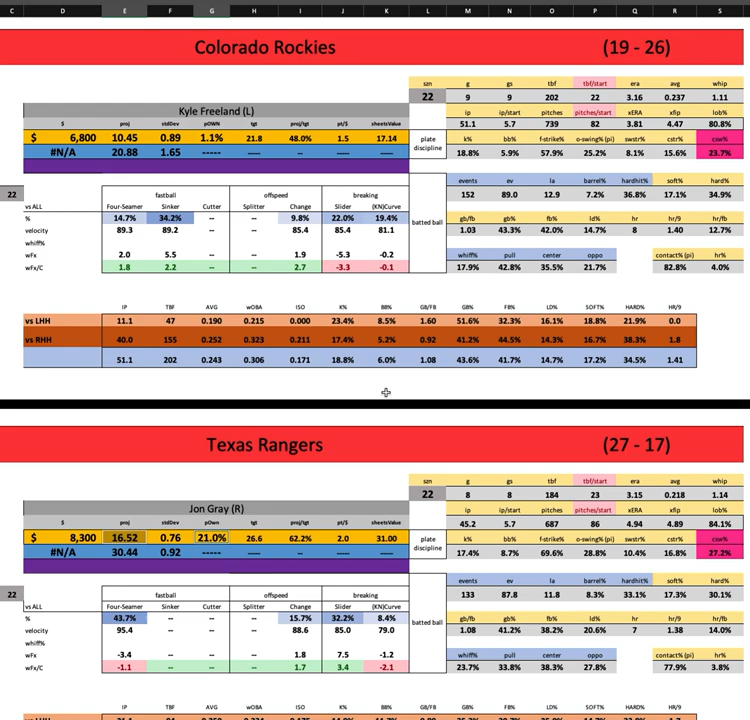 C D E F G H I J K L M N O P Q R S
Colorado Rockies (19 - 26)
szn g gs tbf tbf/start era avg whip
22 9 9 202 22 3.16 0.237 1.11
Kyle Freeland (L) ip ip/start pitches pitches/start xERA xfip lob%
$ proj stdDev pOWN tgt proj/tgt pt/$ sheetsValue 51.1 5.7 739 82 3.81 4.47 80.8%
$ 6,800 10.45 0.89 1.1% 21.8 48.0% 1.5 17.14 plate discipline k% bb% f-strike% o-swing% (pi) swstr% cstr% csw%
#N/A 20.88 1.65 ----- -- --- -- --- 18.8% 5.9% 57.9% 25.2% 8.1% 15.6% 23.7%
events ev la barrel% hardhit% soft% hard%
22 fastball offspeed breaking 152 89.0 12.9 7.2% 36.8% 17.1% 34.9%
vs ALL Four-Seamer Sinker Cutter Splitter Change Slider (KN)Curve
% 14.7% 34.2% -- -- 9.8% 22.0% 19.4% batted ball gb/fb gb% fb% ld% hr hr/9 hr/fb
velocity 89.3 89.2 -- -- 85.4 85.4 81.1 1.03 43.3% 42.0% 14.7% 8 1.40 12.7%
whiff%
wFx 2.0 5.5 -- -- 1.9 -5.3 -0.2 whiff% pull center oppo contact% (pi) hr%
wFx/C 1.8 2.2 -- -- 2.7 -3.3 -0.1 17.9% 42.8% 35.5% 21.7% 82.8% 4.0%
IP TBF AVG wOBA ISO K% BB% GB/FB GB% FB% LD% SOFT% HARD% HR/9
vs LHH 11.1 47 0.190 0.215 0.000 23.4% 8.5% 1.60 51.6% 32.3% 16.1% 18.8% 21.9% 0.0
vs RHH 40.0 155 0.252 0.323 0.211 17.4% 5.2% 0.92 41.2% 44.5% 14.3% 16.7% 38.3% 1.8
51.1 202 0.243 0.306 0.171 18.8% 6.0% 1.08 43.6% 41.7% 14.7% 17.2% 34.5% 1.41
Texas Rangers (27 - 17)
szn g gs tbf tbf/start era avg whip
22 8 8 184 23 3.15 0.218 1.14
Jon Gray (R) ip ip/start pitches pitches/start xERA xfip lob%
$ proj stdDev pOwn tgt proj/tgt pt/$ sheetsValue 45.2 5.7 687 86 4.94 4.89 84.1%
$ 8,300 16.52 0.76 21.0% 26.6 62.2% 2.0 31.00 plate discipline k% bb% f-strike% o-swing% (pi) swstr% cstr% csw%
#N/A 30.44 0.92 ----- -- --- -- --- 17.4% 8.7% 69.6% 28.8% 10.4% 16.8% 27.2%
events ev la barrel% hardhit% soft% hard%
22 fastball offspeed breaking 133 87.8 11.8 8.3% 33.1% 17.3% 30.1%
vs ALL Four-Seamer Sinker Cutter Splitter Change Slider (KN)Curve
% 43.7% -- -- -- 15.7% 32.2% 8.4% batted ball gb/fb gb% fb% ld% hr hr/9 hr/fb
velocity 95.4 -- -- -- 88.6 85.0 79.0 1.08 41.2% 38.2% 20.6% 7 1.38 14.0%
whiff%
wFx -3.4 -- -- -- 1.8 7.5 -1.2 whiff% pull center oppo contact% (pi) hr%
wFx/C -1.1 -- -- -- 1.7 3.4 -2.1 23.7% 33.8% 38.3% 27.8% 77.9% 3.8%
IP TBF AVG wOBA ISO K% BB% GB/FB GB% FB% LD% SOFT% HARD% HR/9